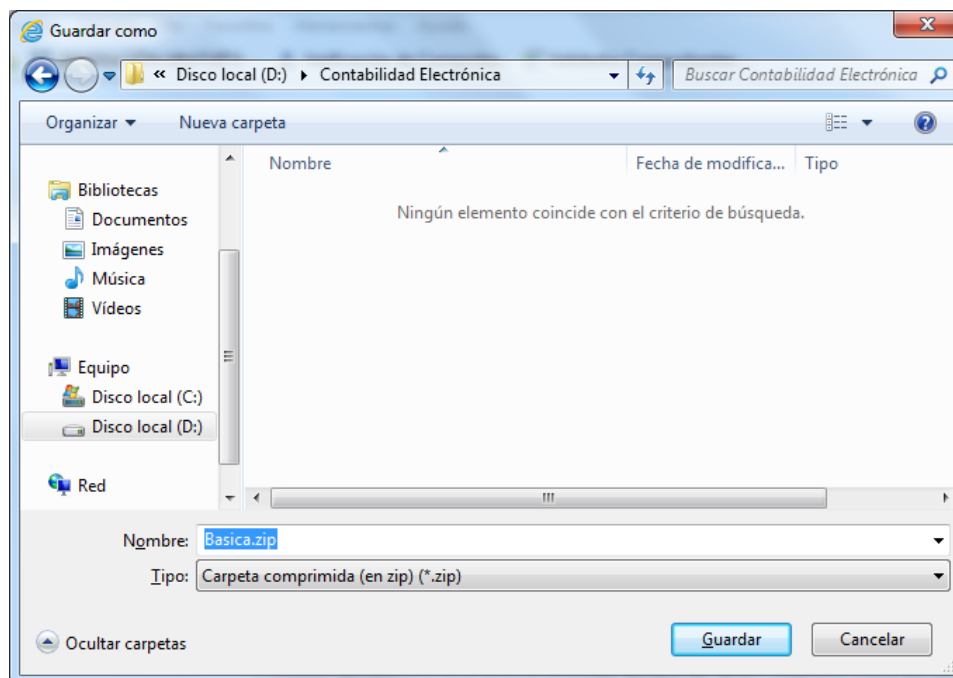 Guardar como
« Disco local (D:) ▸ Contabilidad Electrónica
Buscar Contabilidad Electrónica
Organizar
Nueva carpeta
Nombre
Fecha de modifica...
Tipo
Ningún elemento coincide con el criterio de búsqueda.
Bibliotecas
Documentos
Imágenes
Música
Vídeos
Equipo
Disco local (C:)
Disco local (D:)
Red
Nombre: Basica.zip
Tipo: Carpeta comprimida (en zip) (*.zip)
Ocultar carpetas
Guardar
Cancelar